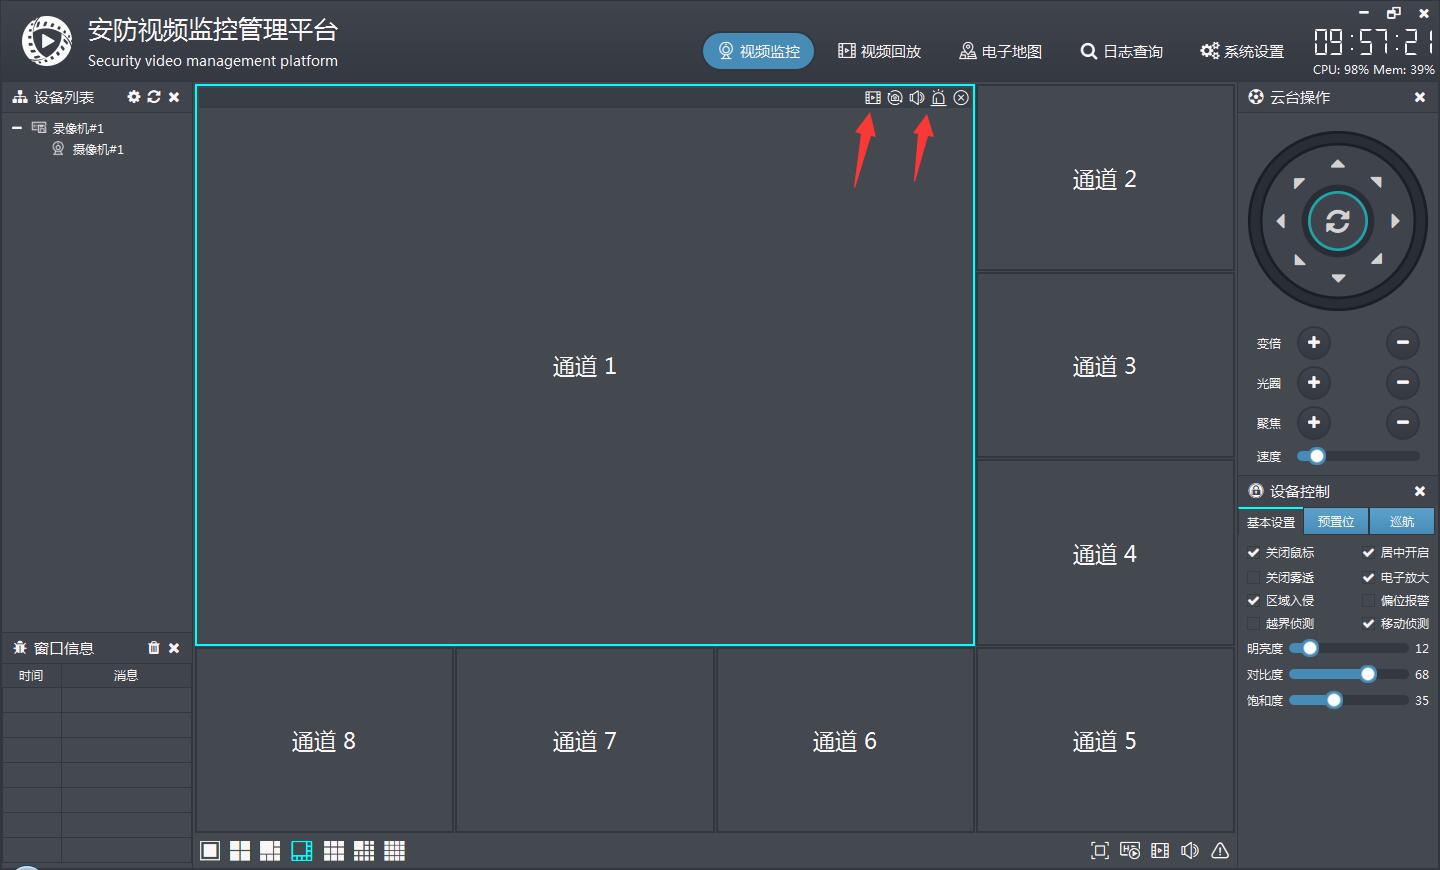 安防视频监控管理平台
Security video management platform
视频监控
视频回放
电子地图
日志查询
系统设置
09:57:21
CPU: 98% Mem: 39%
设备列表
录像机#1
摄像机#1
窗口信息
时间 消息
通道 1
通道 2
通道 3
通道 4
通道 8
通道 7
通道 6
通道 5
云台操作
变倍
光圈
聚焦
速度
设备控制
基本设置 预置位 巡航
关闭鼠标 居中开启
关闭雾透 电子放大
区域入侵 偏位报警
越界侦测 移动侦测
明亮度 12
对比度 68
饱和度 35